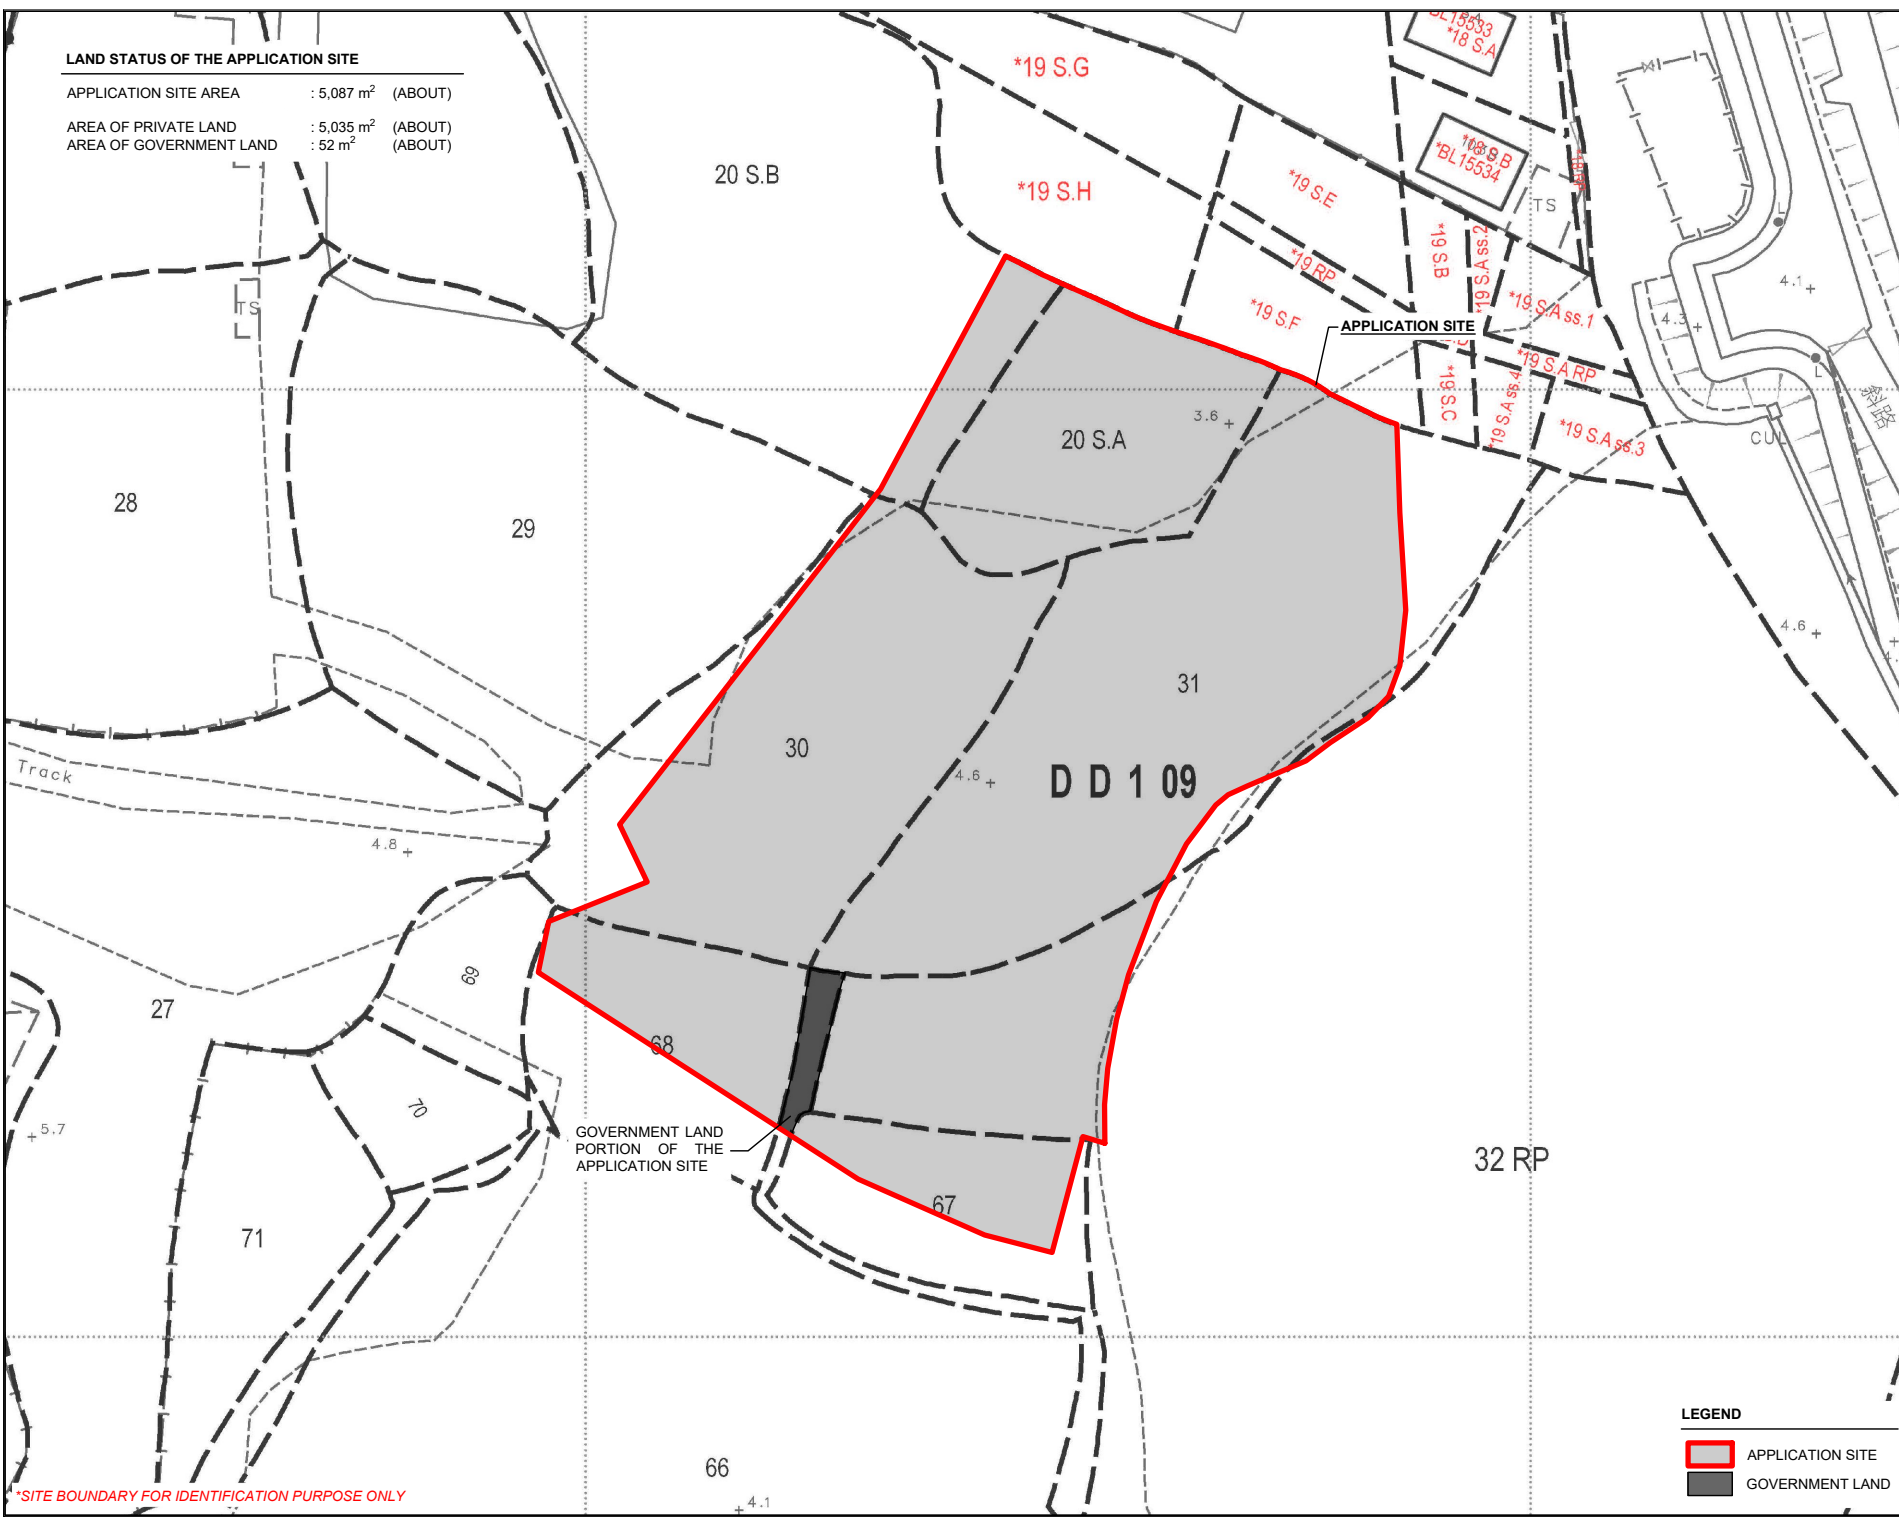 LAND STATUS OF THE APPLICATION SITE
APPLICATION SITE AREA : 5,087 m² (ABOUT)
AREA OF PRIVATE LAND : 5,035 m² (ABOUT)
AREA OF GOVERNMENT LAND : 52 m² (ABOUT)
*19 S.G
BL15533
*18 S.A
20 S.B
*19 S.H
*19 S.E
*18 S.B
*BL15534
TS
*19 RP
*19 S.B
*19 S.A ss.2
*19 S.F
*19 S.A ss.1
4.1
4.3
L
TS
APPLICATION SITE
*19 S.A RP
*19 S.C
*19 S.A ss.4
*19 S.A ss.3
L
斜路
CUL
3.6
20 S.A
28
29
4.6
31
30
4.6
D D 1 09
Track
4.8
69
27
68
70
5.7
GOVERNMENT LAND
PORTION OF THE
APPLICATION SITE
32 RP
67
71
66
4.1
LEGEND
APPLICATION SITE
GOVERNMENT LAND
*SITE BOUNDARY FOR IDENTIFICATION PURPOSE ONLY